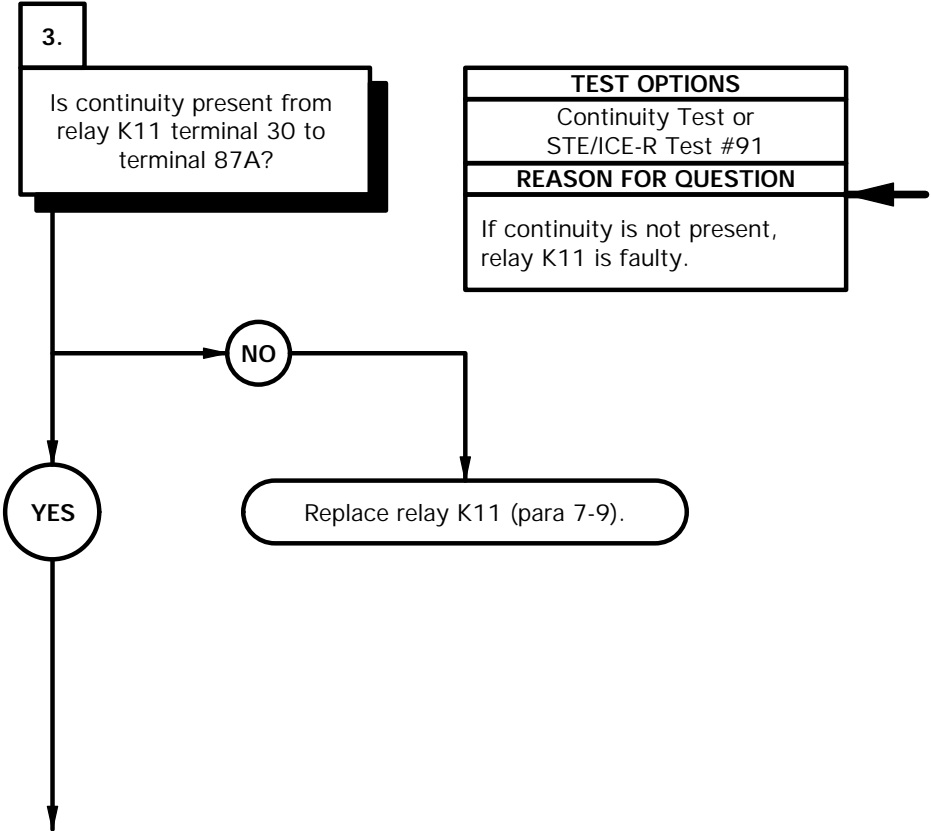 3.
Is continuity present from
relay K11 terminal 30 to
terminal 87A?
TEST OPTIONS
Continuity Test or
STE/ICE-R Test #91
REASON FOR QUESTION
If continuity is not present,
relay K11 is faulty.
NO
YES
Replace relay K11 (para 7-9).